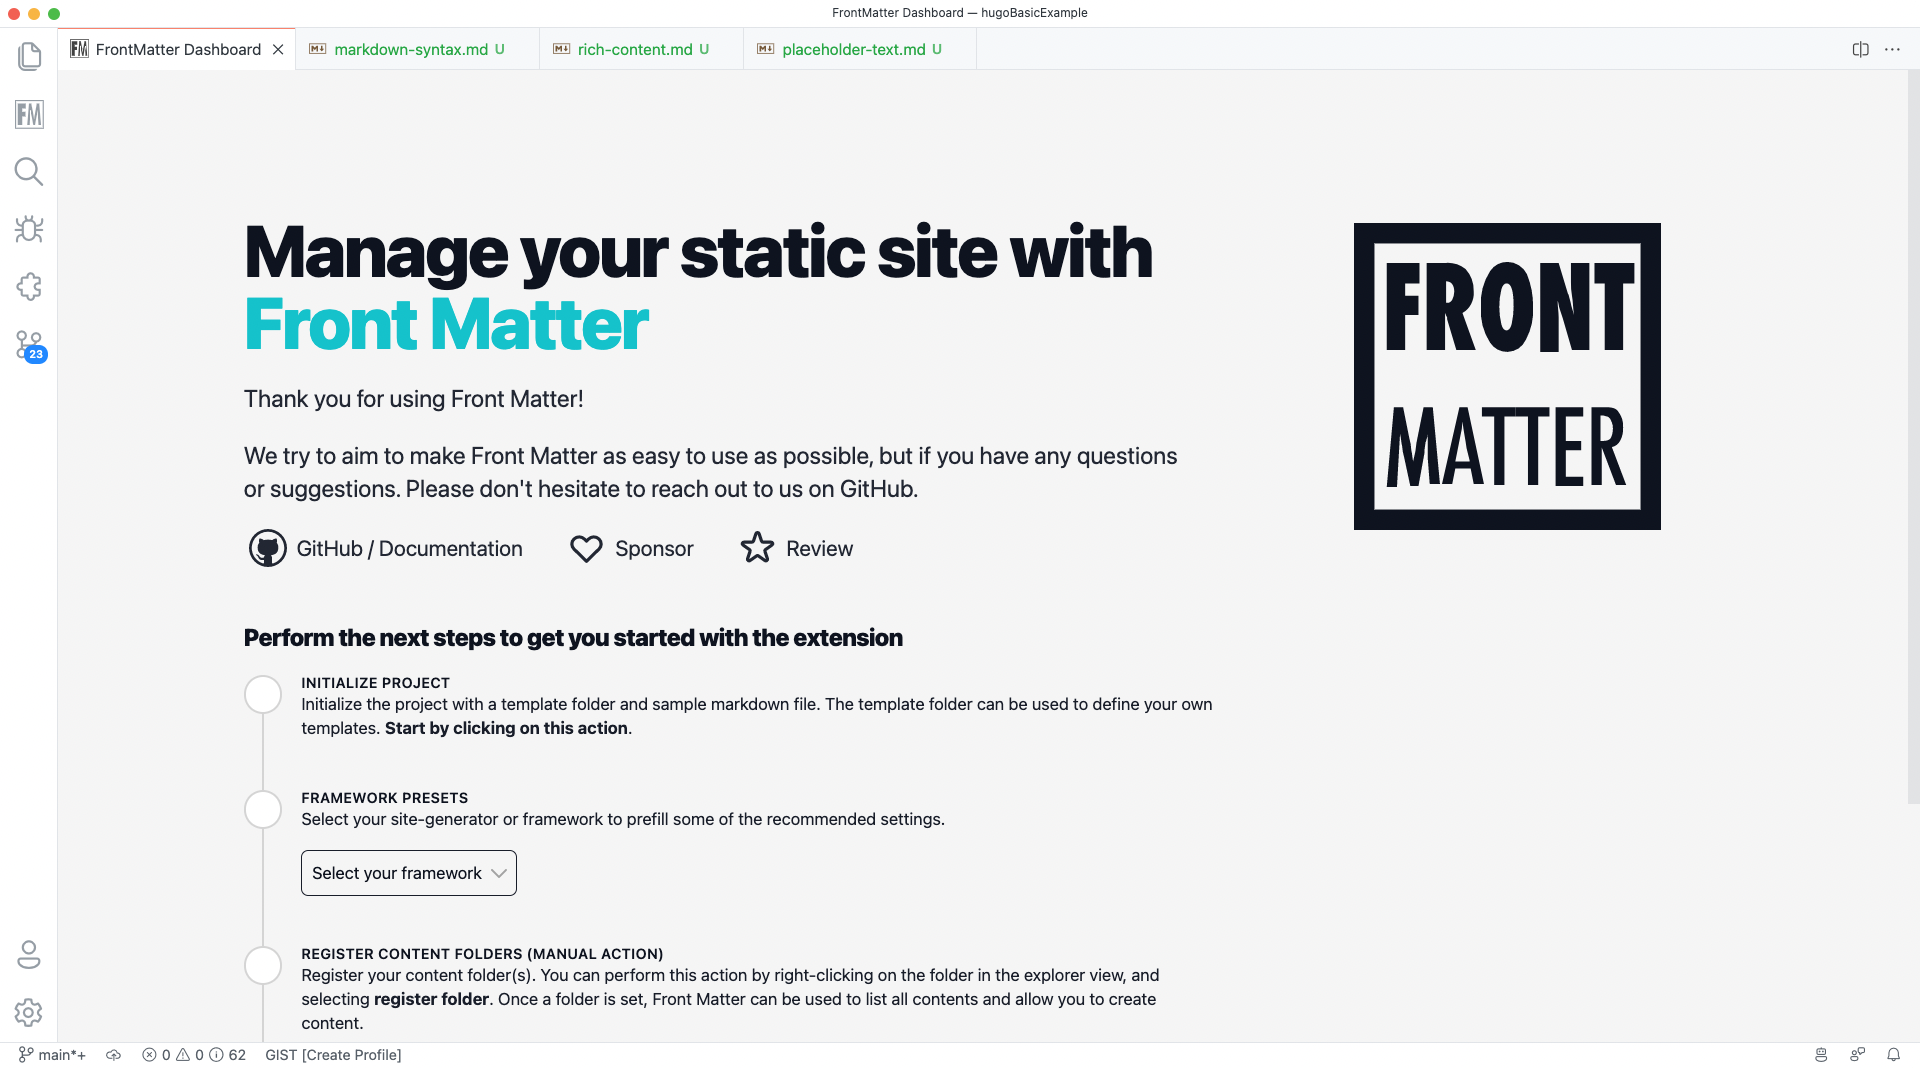 FrontMatter Dashboard — hugoBasicExample
FM FrontMatter Dashboard
markdown-syntax.md U
rich-content.md U
placeholder-text.md U
FM
23
Manage your static site with
Front Matter
Thank you for using Front Matter!
We try to aim to make Front Matter as easy to use as possible, but if you have any questions
or suggestions. Please don't hesitate to reach out to us on GitHub.
GitHub / Documentation
Sponsor
Review
FRONT
MATTER
Perform the next steps to get you started with the extension
INITIALIZE PROJECT
Initialize the project with a template folder and sample markdown file. The template folder can be used to define your own
templates. Start by clicking on this action.
FRAMEWORK PRESETS
Select your site-generator or framework to prefill some of the recommended settings.
Select your framework
REGISTER CONTENT FOLDERS (MANUAL ACTION)
Register your content folder(s). You can perform this action by right-clicking on the folder in the explorer view, and
selecting register folder. Once a folder is set, Front Matter can be used to list all contents and allow you to create
content.
main*+ 0 0 62 GIST [Create Profile]